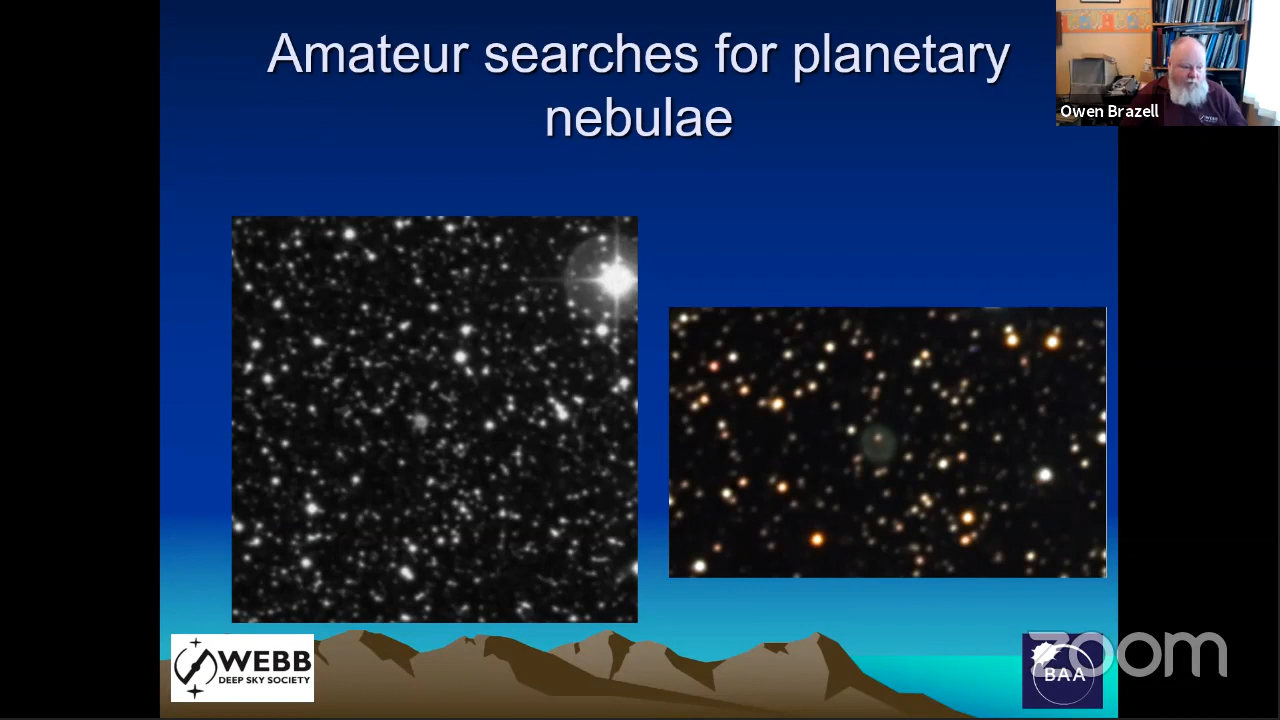 Amateur searches for planetary
nebulae
Owen Brazell
WEBB
DEEP SKY SOCIETY
BAA
zoom